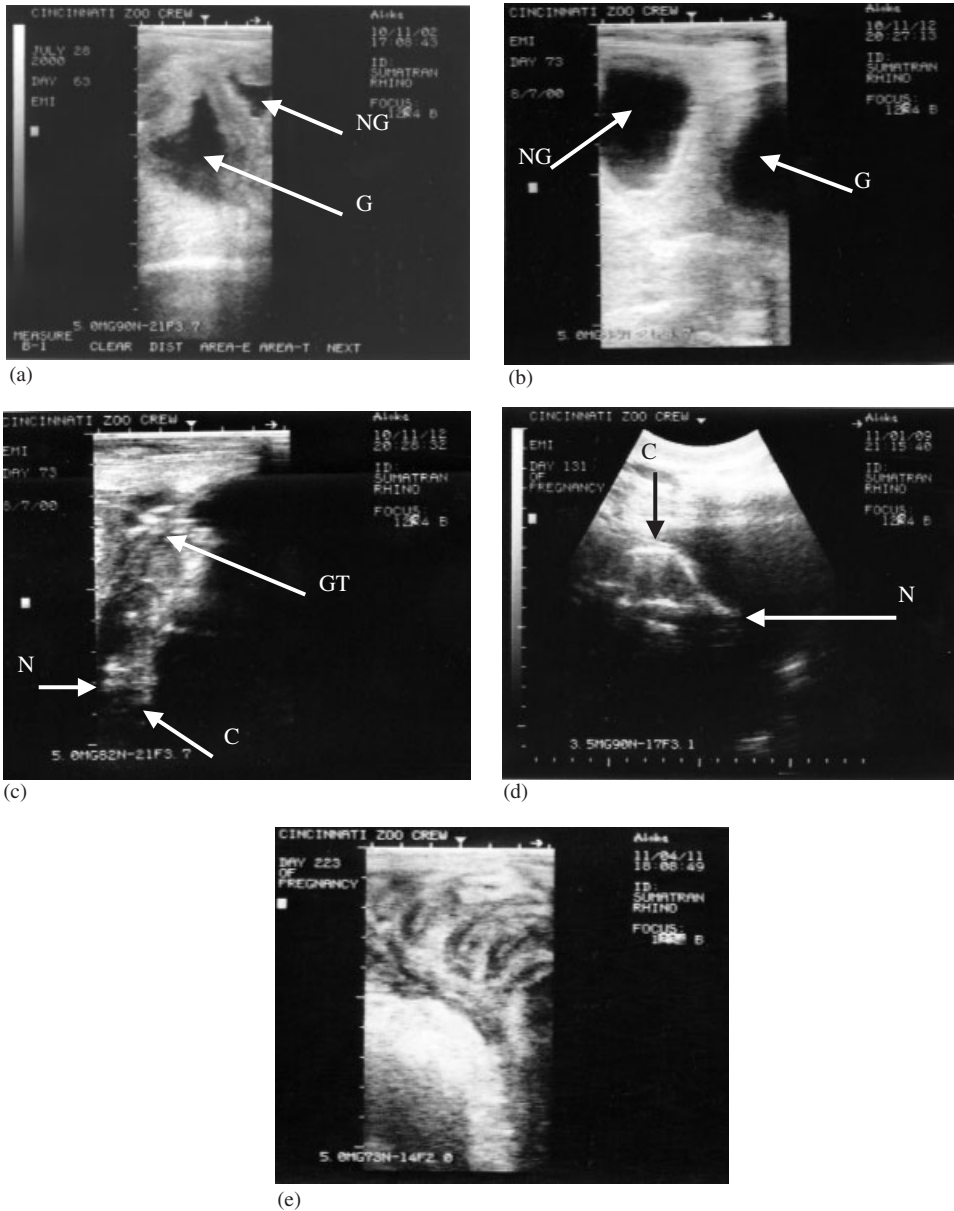 CINCINNATI ZOO CREW
Aloka
JULY 28
2000
DAY 63
EMI
10/11/02
17:08:43
ID:
SUMATRAN
RHINO
FOCUS:
NG
G
5.0MG90N-21F3.7
MEASURE
B-1 CLEAR DIST AREA-E AREA-T NEXT
(a)
CINCINNATI ZOO CREW
Aloka
EMI
DAY 73
8/7/00
10/11/12
20:27:13
ID:
SUMATRAN
RHINO
FOCUS:
NG
G
(b)
CINCINNATI ZOO CREW
Aloka
EMI
DAY 73
8/7/00
10/11/12
20:28:32
ID:
SUMATRAN
RHINO
FOCUS:
GT
N
C
5.0MG82N-21F3.7
(c)
CINCINNATI ZOO CREW
Aloka
EMI
DAY 131
OF
PREGNANCY
11/01/09
21:15:40
ID:
SUMATRAN
RHINO
FOCUS:
C
N
3.5MG90N-17F3.1
(d)
CINCINNATI ZOO CREW
Aloka
DAY 223
OF
PREGNANCY
11/04/11
18:08:49
ID:
SUMATRAN
RHINO
FOCUS:
5.0MG73N-14F2.0
(e)